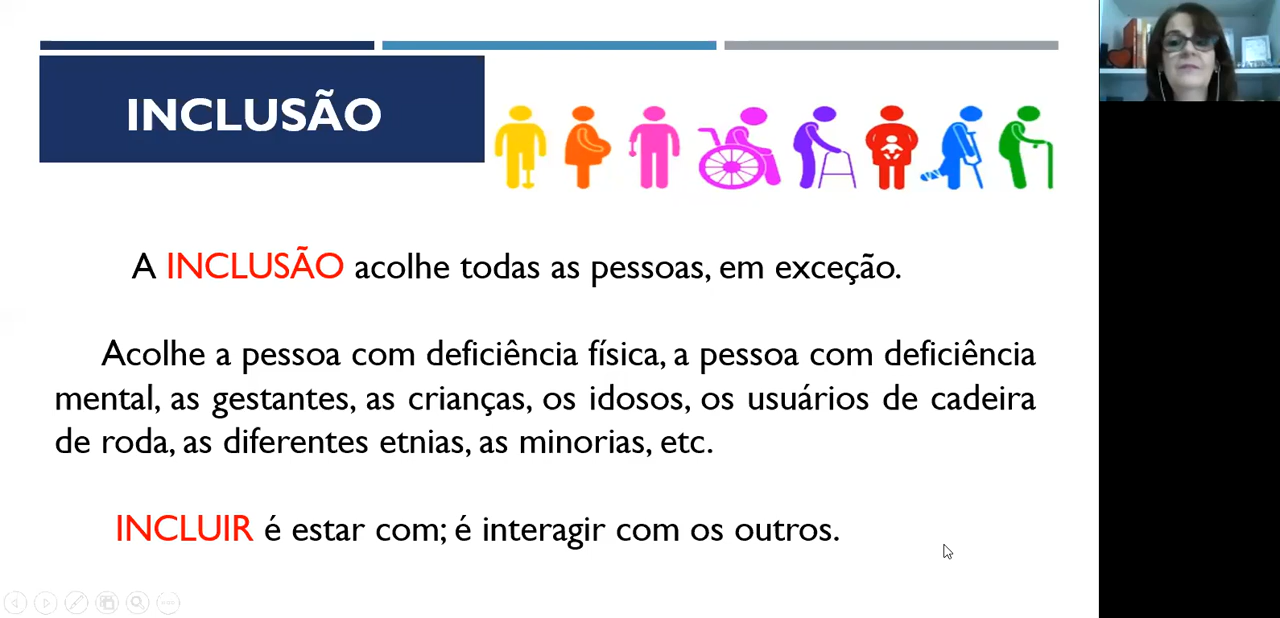 INCLUSÃO
A INCLUSÃO acolhe todas as pessoas, em exceção.
Acolhe a pessoa com deficiência física, a pessoa com deficiência
mental, as gestantes, as crianças, os idosos, os usuários de cadeira
de roda, as diferentes etnias, as minorias, etc.
INCLUIR é estar com; é interagir com os outros.